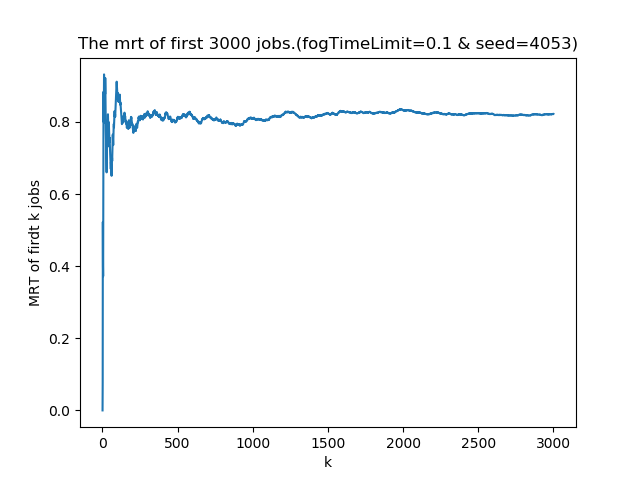 The mrt of first 3000 jobs.(fogTimeLimit=0.1 & seed=4053)
0.8
0.6
0.4
0.2
0.0
MRT of firdt k jobs
0 500 1000 1500 2000 2500 3000
k